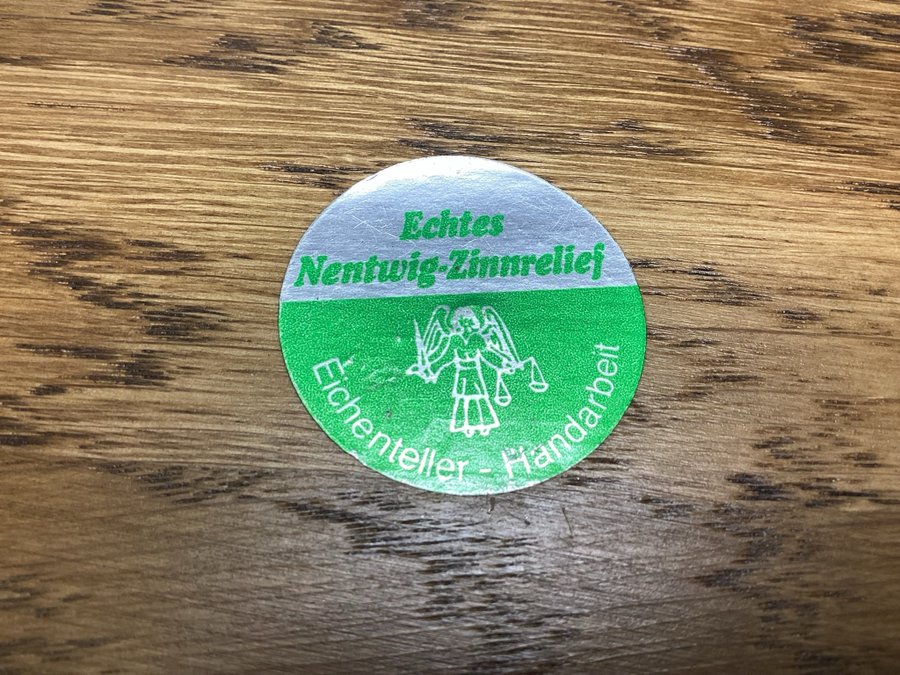 Echtes
Nentwig-Zinnrelief
Eichenteller - Handarbeit